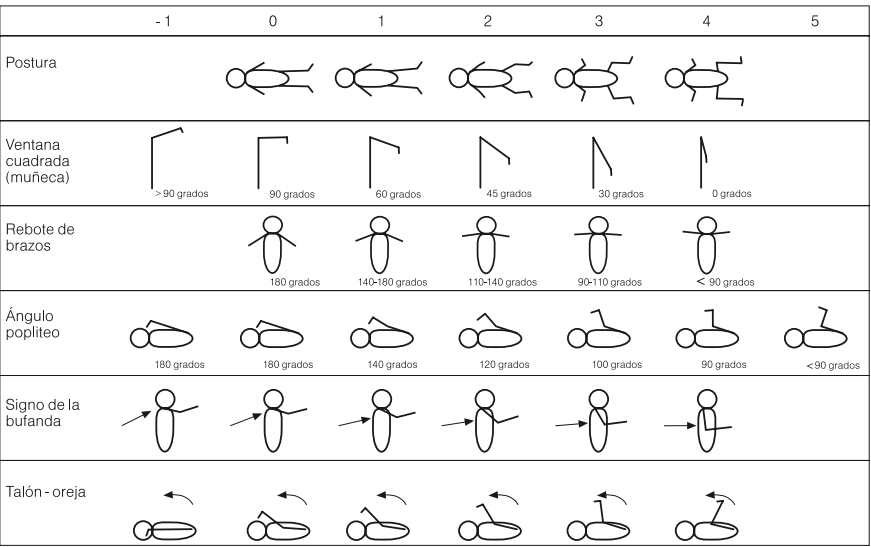 - 1 0 1 2 3 4 5
Postura
Ventana
cuadrada
(muñeca)
> 90 grados 90 grados 60 grados 45 grados 30 grados 0 grados
Rebote de
brazos
180 grados 140-180 grados 110-140 grados 90-110 grados < 90 grados
Ángulo
popliteo
180 grados 180 grados 140 grados 120 grados 100 grados 90 grados < 90 grados
Signo de la
bufanda
Talón - oreja